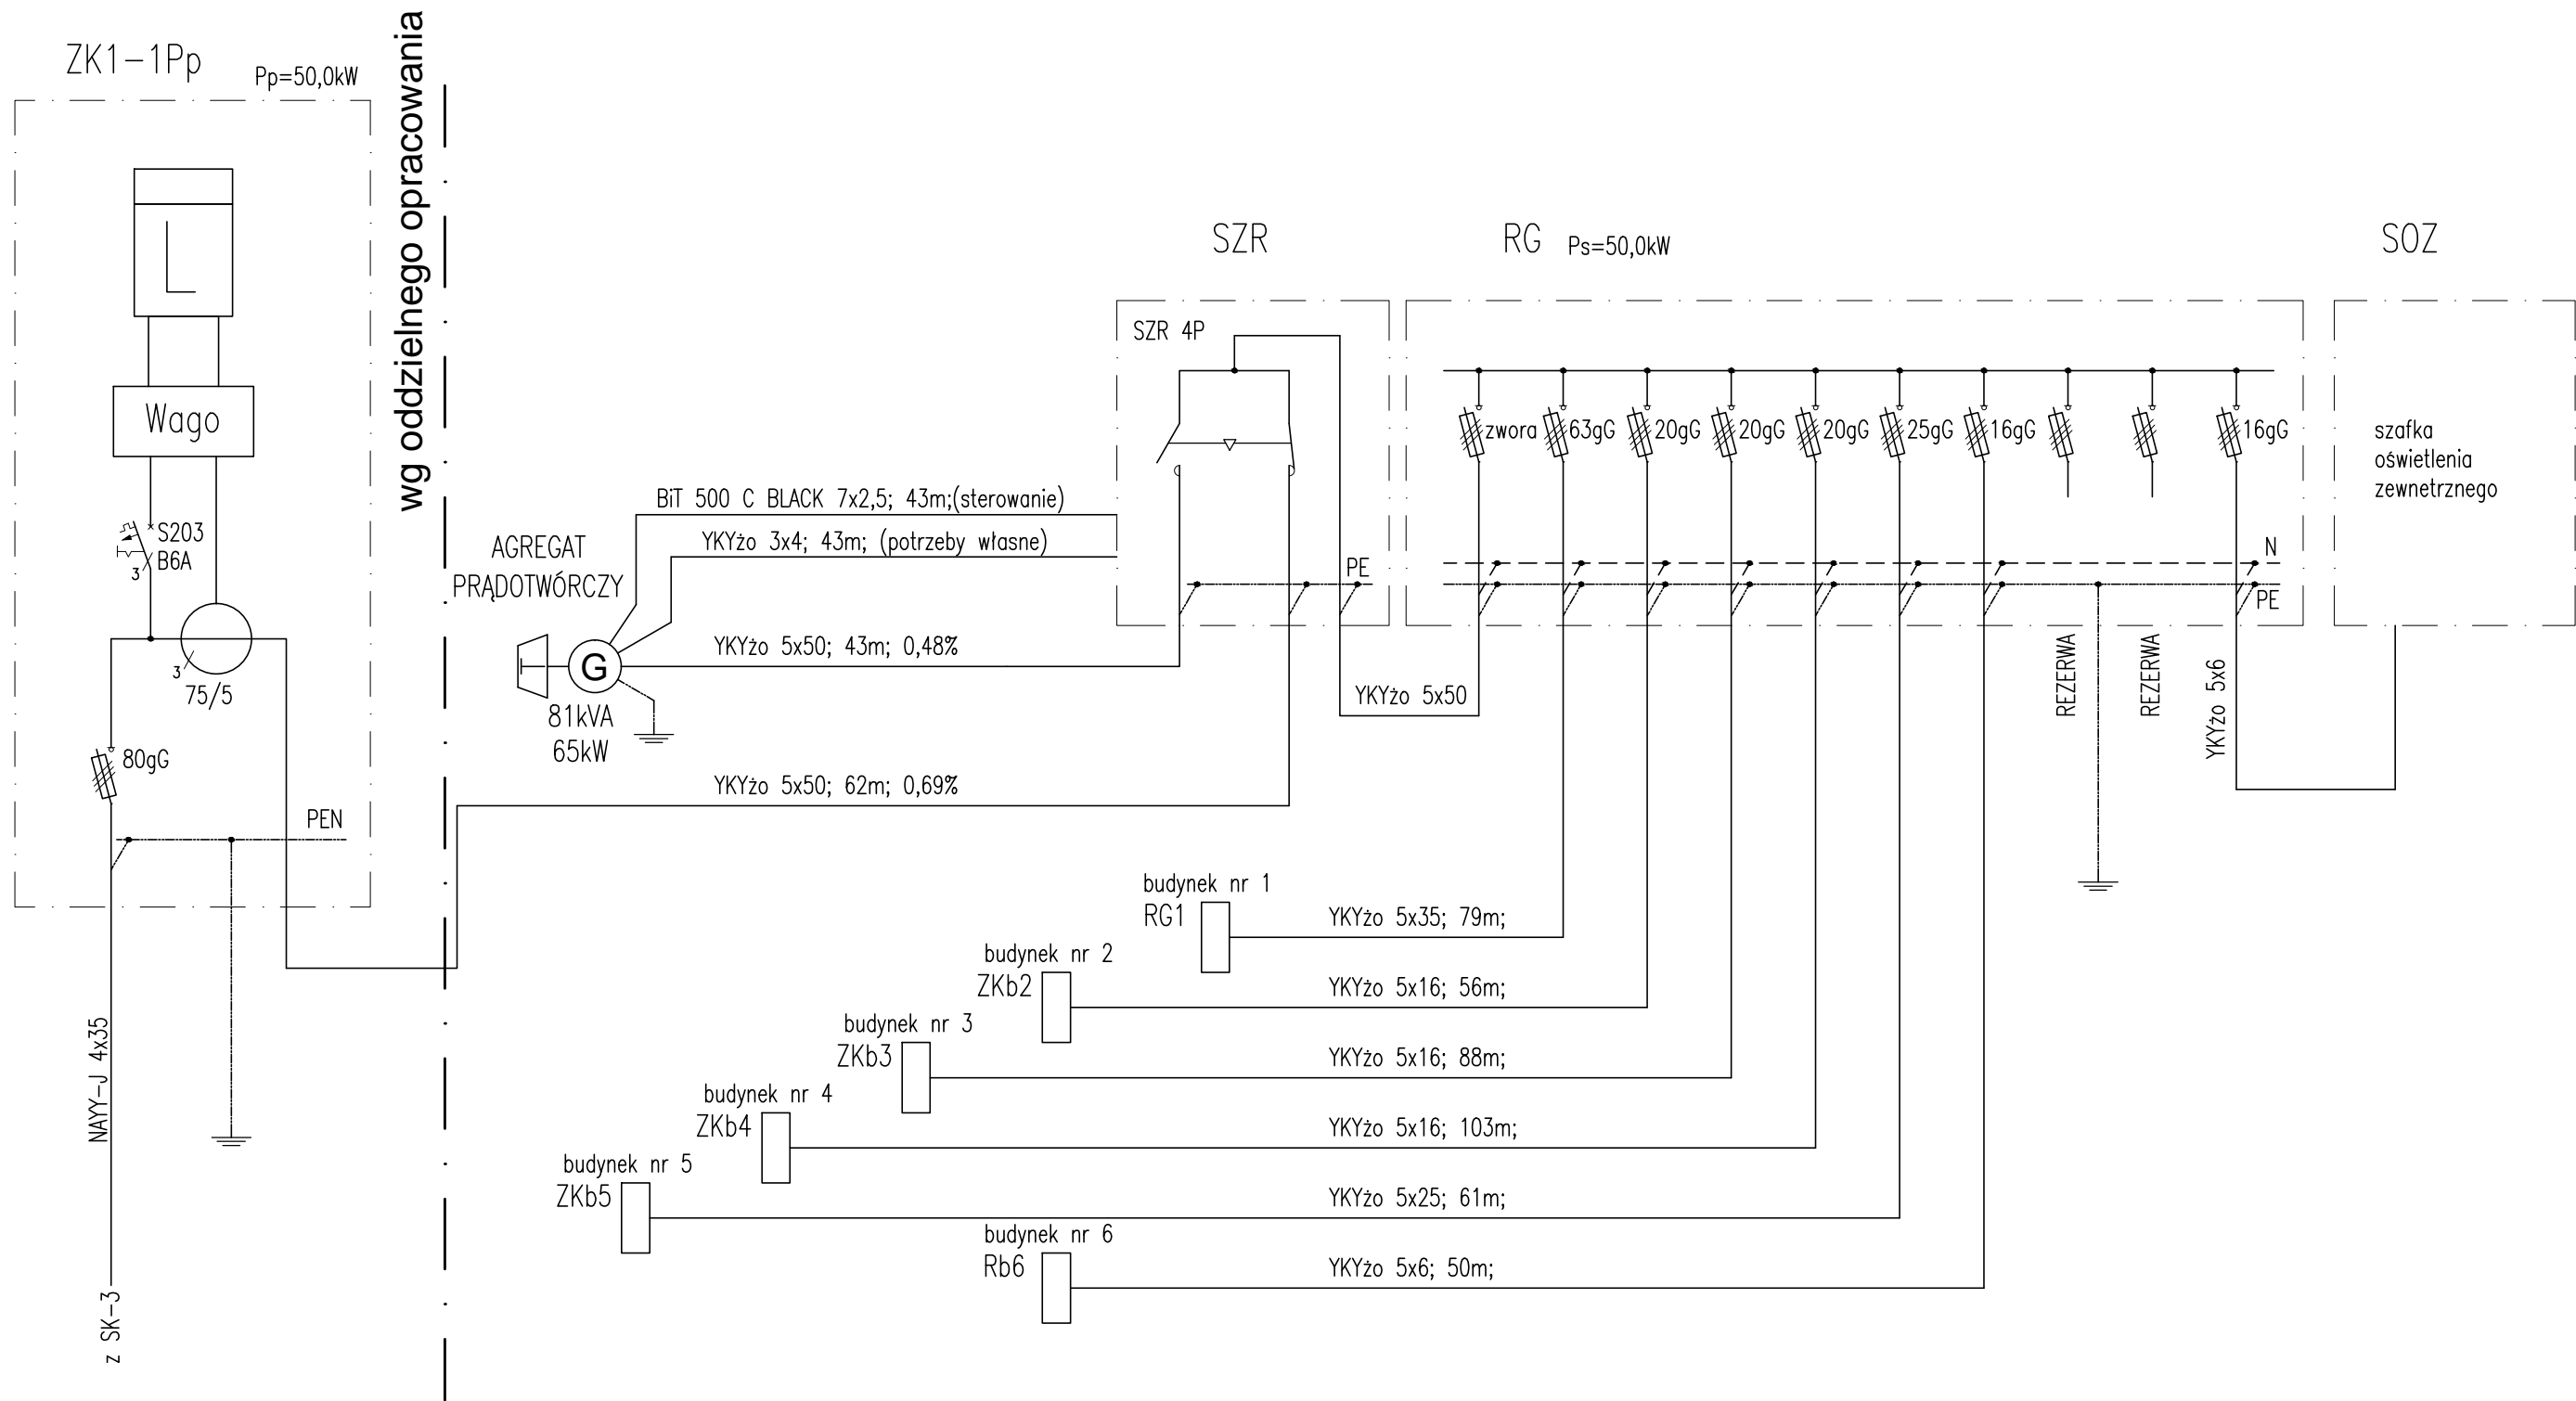 ZK1-1Pp
Pp=50,0kW
wg oddzielnego opracowania
L
Wago
S203
B6A
3
3
75/5
80gG
PEN
NAYY-J 4x35
z SK-3
AGREGAT
PRĄDOTWÓRCZY
G
81kVA
65kW
BiT 500 C BLACK 7x2,5; 43m;(sterowanie)
YKYżo 3x4; 43m; (potrzeby własne)
YKYżo 5x50; 43m; 0,48%
YKYżo 5x50; 62m; 0,69%
SZR
SZR 4P
PE
YKYżo 5x50
RG
Ps=50,0kW
zwora
63gG
20gG
20gG
20gG
25gG
16gG
16gG
N
PE
REZERWA
REZERWA
YKYżo 5x6
SOZ
szafka
oświetlenia
zewnetrznego
budynek nr 1
RG1
YKYżo 5x35; 79m;
budynek nr 2
ZKb2
YKYżo 5x16; 56m;
budynek nr 3
ZKb3
YKYżo 5x16; 88m;
budynek nr 4
ZKb4
YKYżo 5x16; 103m;
budynek nr 5
ZKb5
YKYżo 5x25; 61m;
budynek nr 6
Rb6
YKYżo 5x6; 50m;